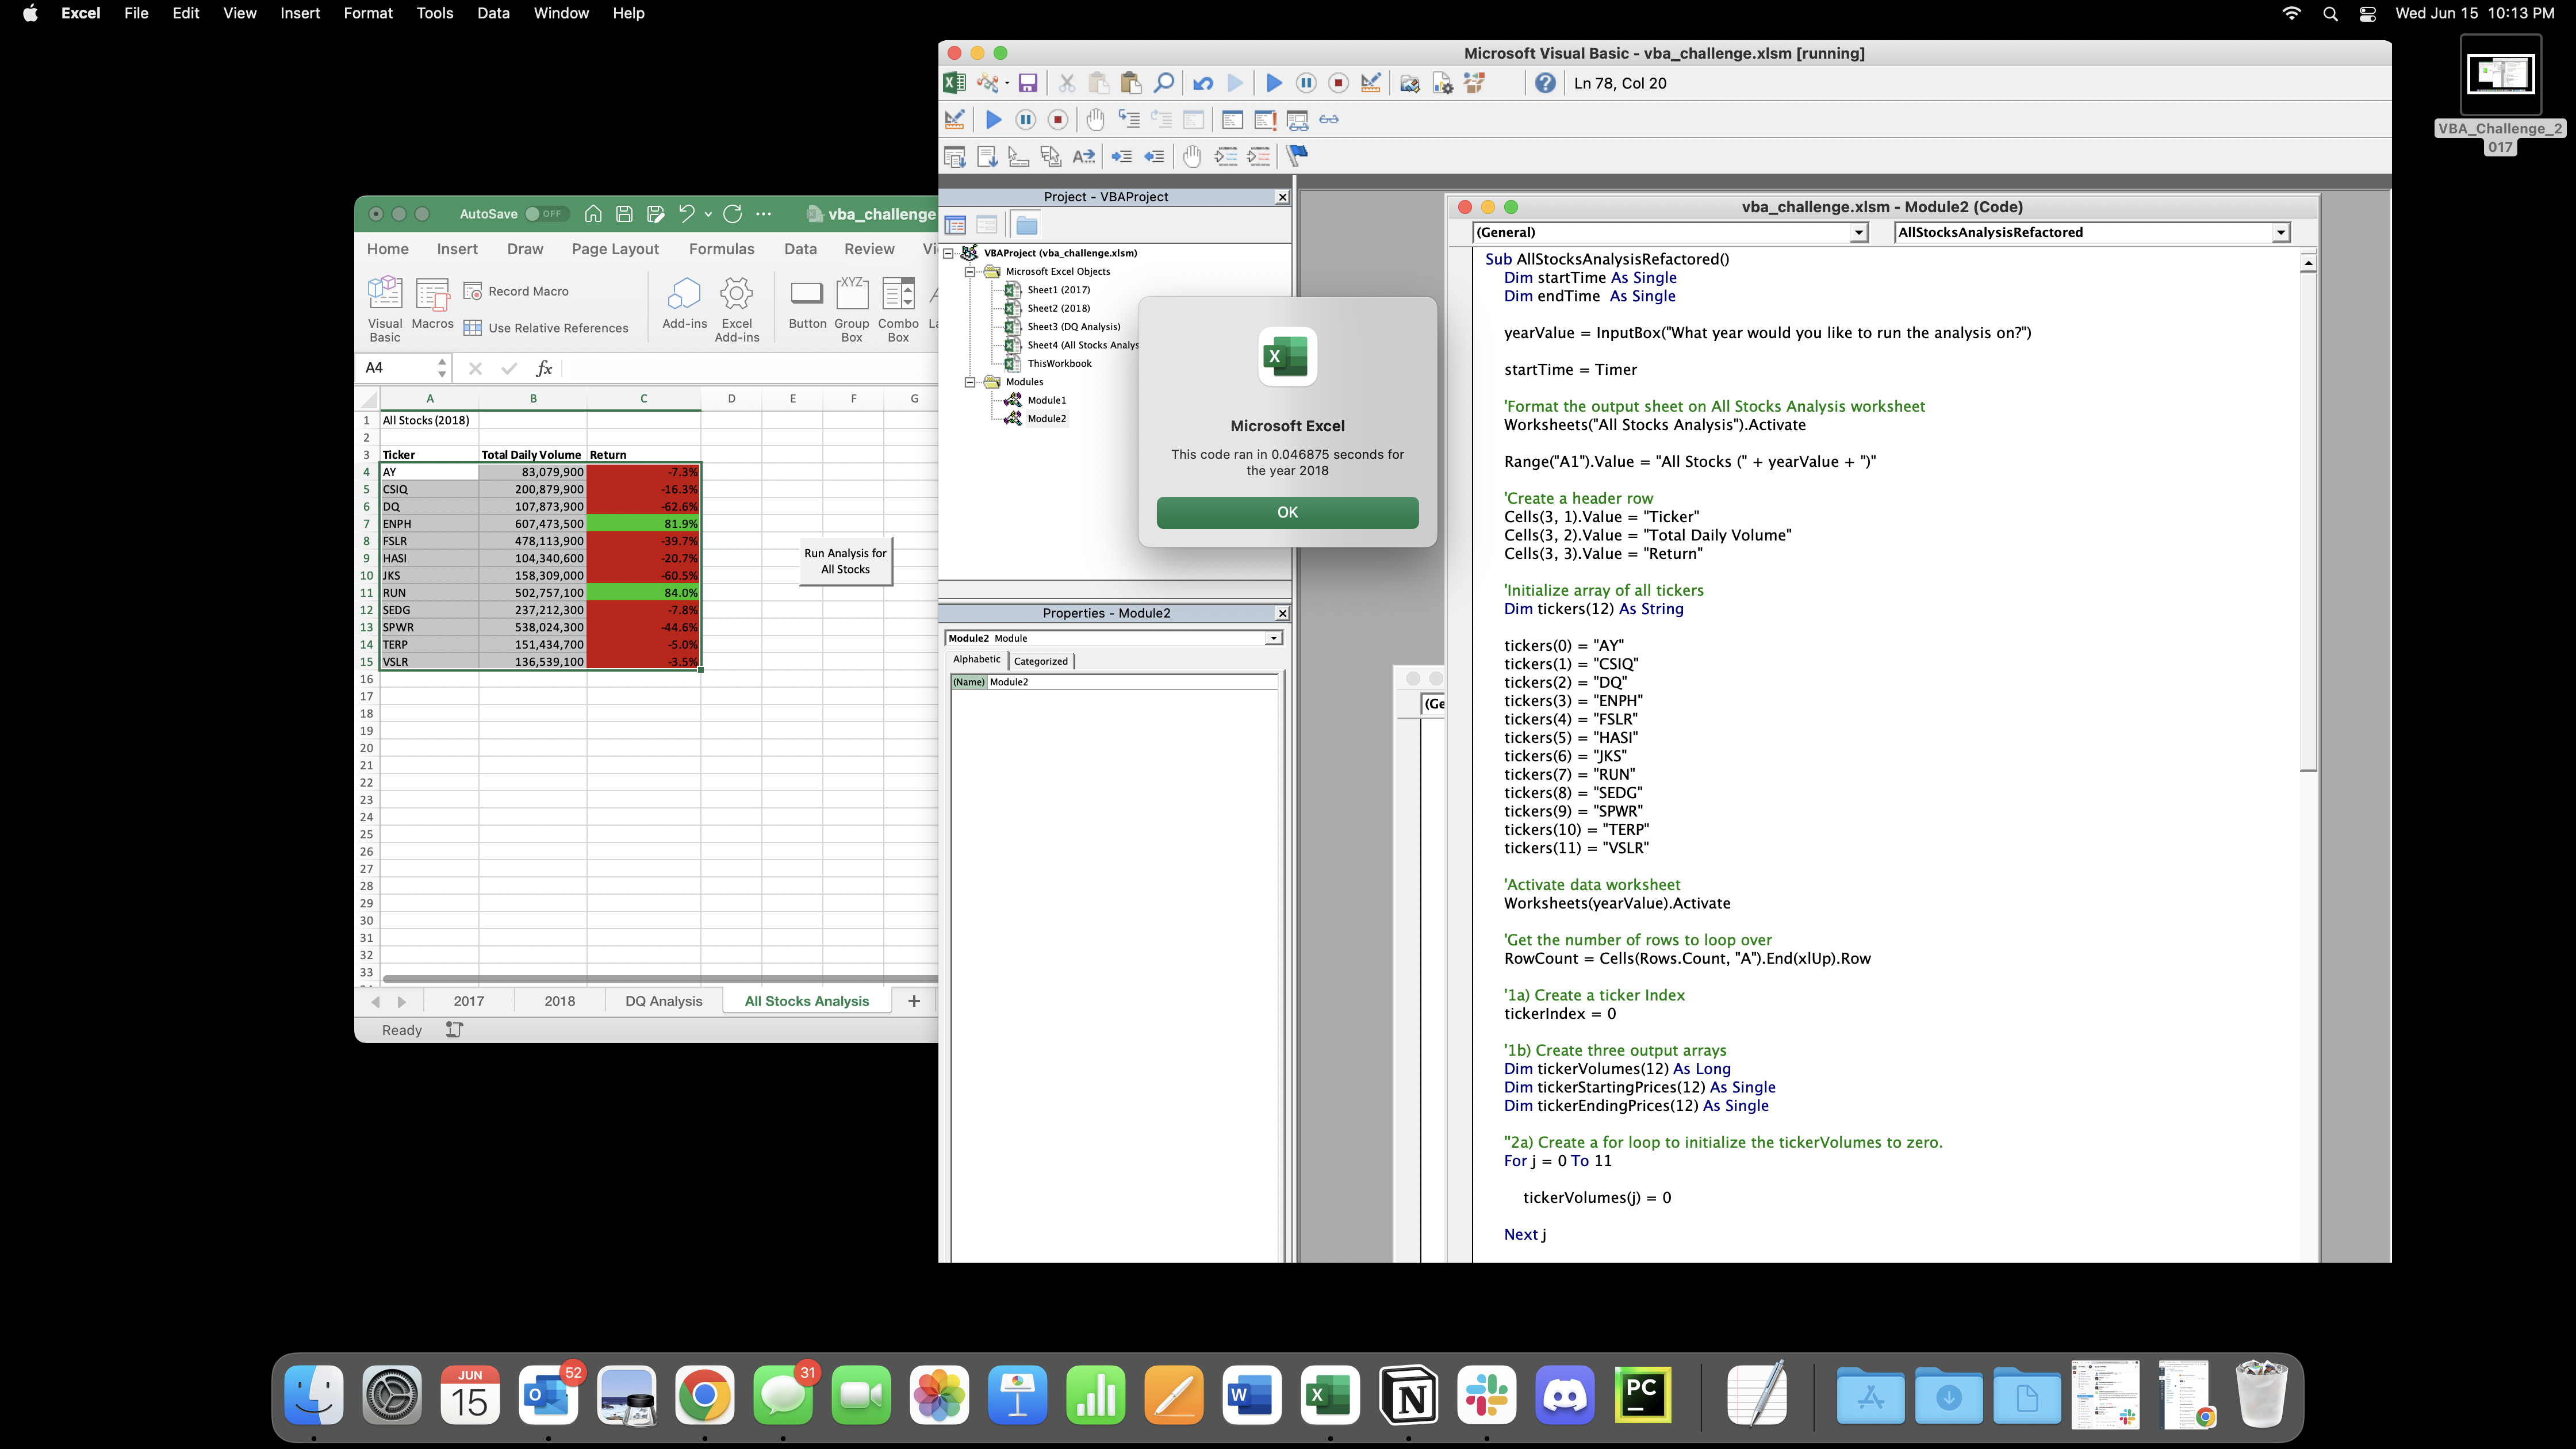 Excel File Edit View Insert Format Tools Data Window Help
Wed Jun 15 10:13 PM
VBA_Challenge_2
017
Microsoft Visual Basic - vba_challenge.xlsm [running]
Ln 78, Col 20
Project - VBAProject
VBAProject (vba_challenge.xlsm)
Microsoft Excel Objects
Sheet1 (2017)
Sheet2 (2018)
Sheet3 (DQ Analysis)
Sheet4 (All Stocks Analys
ThisWorkbook
Modules
Module1
Module2
Properties - Module2
Module2 Module
Alphabetic Categorized
(Name) Module2
Microsoft Excel
This code ran in 0.046875 seconds for
the year 2018
OK
AutoSave OFF
vba_challenge
Home Insert Draw Page Layout Formulas Data Review Vi
Visual
Basic
Macros
Record Macro
Use Relative References
Add-ins
Excel
Add-ins
Button
Group
Box
Combo
Box
La
XYZ
A4
fx
A B C D E F G
1 All Stocks (2018)
2
3 Ticker Total Daily Volume Return
4 AY 83,079,900 -7.3%
5 CSIQ 200,879,900 -16.3%
6 DQ 107,873,900 -62.6%
7 ENPH 607,473,500 81.9%
8 FSLR 478,113,900 -39.7%
9 HASI 104,340,600 -20.7%
10 JKS 158,309,000 -60.5%
11 RUN 502,757,100 84.0%
12 SEDG 237,212,300 -7.8%
13 SPWR 538,024,300 -44.6%
14 TERP 151,434,700 -5.0%
15 VSLR 136,539,100 -3.5%
16
17
18
19
20
21
22
23
24
25
26
27
28
29
30
31
32
33
Run Analysis for
All Stocks
2017 2018 DQ Analysis All Stocks Analysis +
Ready
vba_challenge.xlsm - Module2 (Code)
(General) AllStocksAnalysisRefactored
(Ge
Sub AllStocksAnalysisRefactored()
Dim startTime As Single
Dim endTime  As Single
yearValue = InputBox("What year would you like to run the analysis on?")
startTime = Timer
'Format the output sheet on All Stocks Analysis worksheet
Worksheets("All Stocks Analysis").Activate
Range("A1").Value = "All Stocks (" + yearValue + ")"
'Create a header row
Cells(3, 1).Value = "Ticker"
Cells(3, 2).Value = "Total Daily Volume"
Cells(3, 3).Value = "Return"
'Initialize array of all tickers
Dim tickers(12) As String
tickers(0) = "AY"
tickers(1) = "CSIQ"
tickers(2) = "DQ"
tickers(3) = "ENPH"
tickers(4) = "FSLR"
tickers(5) = "HASI"
tickers(6) = "JKS"
tickers(7) = "RUN"
tickers(8) = "SEDG"
tickers(9) = "SPWR"
tickers(10) = "TERP"
tickers(11) = "VSLR"
'Activate data worksheet
Worksheets(yearValue).Activate
'Get the number of rows to loop over
RowCount = Cells(Rows.Count, "A").End(xlUp).Row
'1a) Create a ticker Index
tickerIndex = 0
'1b) Create three output arrays
Dim tickerVolumes(12) As Long
Dim tickerStartingPrices(12) As Single
Dim tickerEndingPrices(12) As Single
''2a) Create a for loop to initialize the tickerVolumes to zero.
For j = 0 To 11
tickerVolumes(j) = 0
Next j
JUN
15
52
31
PC